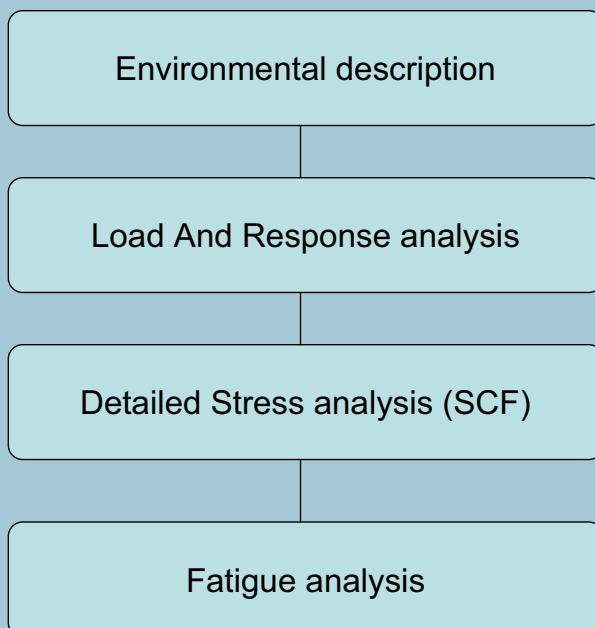 Environmental description
Load And Response analysis
Detailed Stress analysis (SCF)
Fatigue analysis